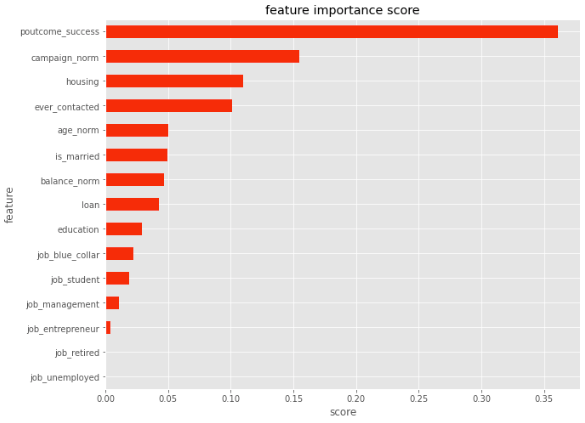 feature importance score
poutcome_success
campaign_norm
housing
ever_contacted
age_norm
is_married
balance_norm
loan
education
job_blue_collar
job_student
job_management
job_entrepreneur
job_retired
job_unemployed
feature
0.00 0.05 0.10 0.15 0.20 0.25 0.30 0.35
score